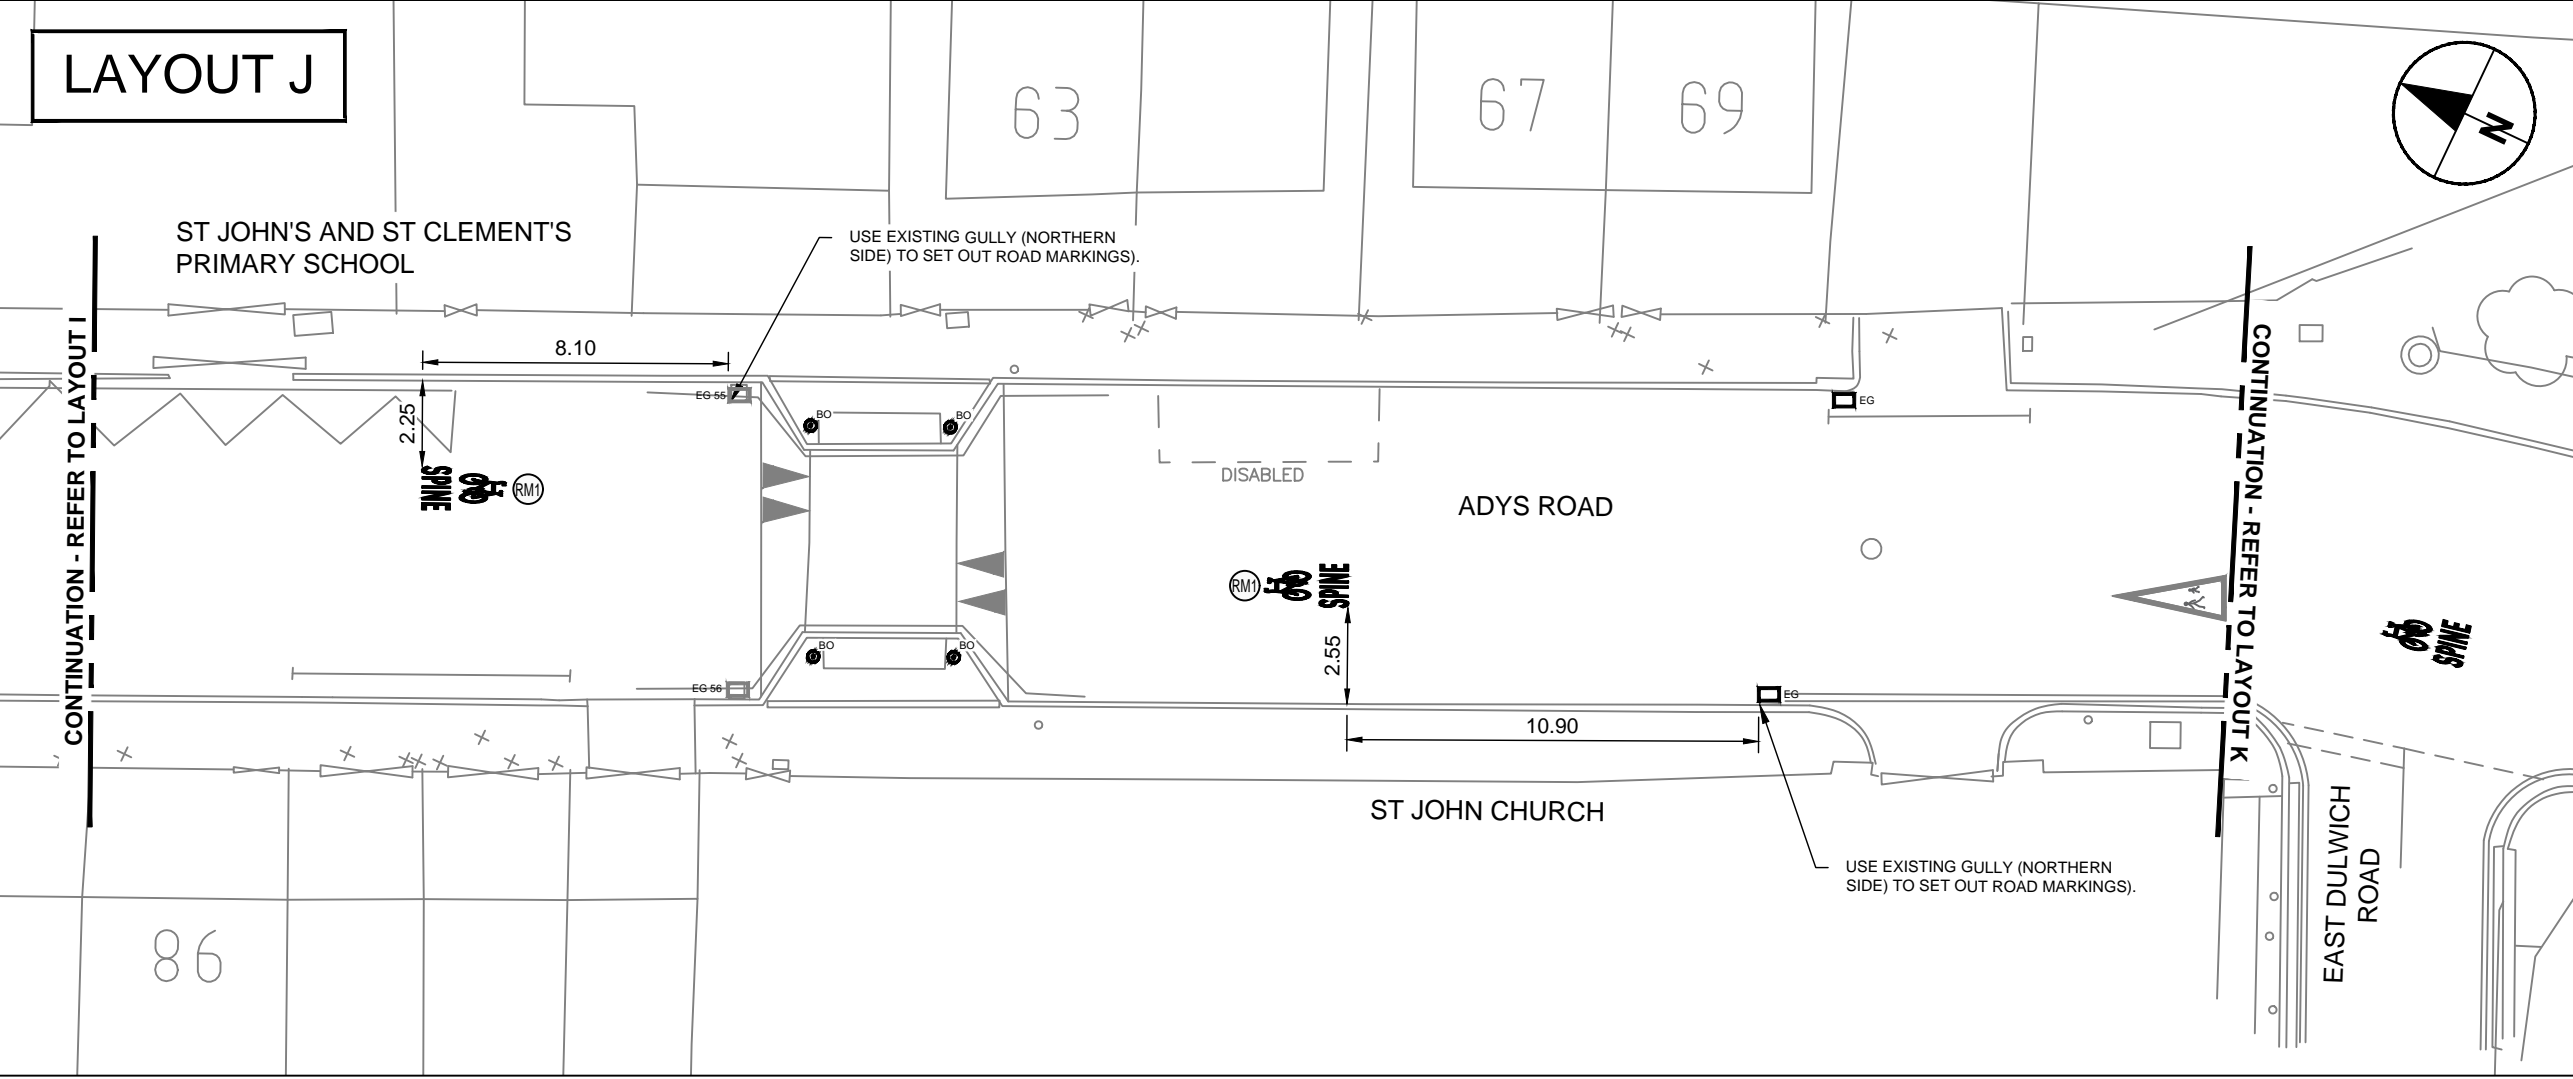 LAYOUT J
63
67
69
N
ST JOHN'S AND ST CLEMENT'S
PRIMARY SCHOOL
USE EXISTING GULLY (NORTHERN
SIDE) TO SET OUT ROAD MARKINGS).
CONTINUATION - REFER TO LAYOUT I
8.10
2.25
EG 55
BO
BO
EG
SPINE
RM1
DISABLED
ADYS ROAD
CONTINUATION - REFER TO LAYOUT K
RM1
SPINE
SPINE
2.55
BO
BO
EG 56
EG
10.90
ST JOHN CHURCH
USE EXISTING GULLY (NORTHERN
SIDE) TO SET OUT ROAD MARKINGS).
EAST DULWICH
ROAD
86